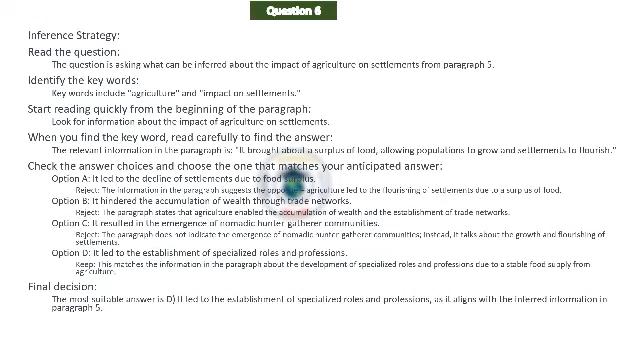 Question 6
Inference Strategy:
Read the question:
The question is asking what can be inferred about the impact of agriculture on settlements from paragraph 5.
Identify the key words:
Key words include "agriculture" and "impact on settlements."
Start reading quickly from the beginning of the paragraph:
Look for information about the impact of agriculture on settlements.
When you find the key word, read carefully to find the answer:
The relevant information in the paragraph is: "It brought about a surplus of food, allowing populations to grow and settlements to flourish."
Check the answer choices and choose the one that matches your anticipated answer:
Option A: It led to the decline of settlements due to food surplus.
Reject: The information in the paragraph suggests the opposite – agriculture led to the flourishing of settlements due to a surplus of food.
Option B: It hindered the accumulation of wealth through trade networks.
Reject: The paragraph states that agriculture enabled the accumulation of wealth and the establishment of trade networks.
Option C: It resulted in the emergence of nomadic hunter gatherer communities.
Reject: The paragraph does not indicate the emergence of nomadic hunter gatherer communities; instead, it talks about the growth and flourishing of
settlements.
Option D: It led to the establishment of specialized roles and professions.
Keep: This matches the information in the paragraph about the development of specialized roles and professions due to a stable food supply from
agriculture.
Final decision:
The most suitable answer is D) It led to the establishment of specialized roles and professions, as it aligns with the inferred information in
paragraph 5.